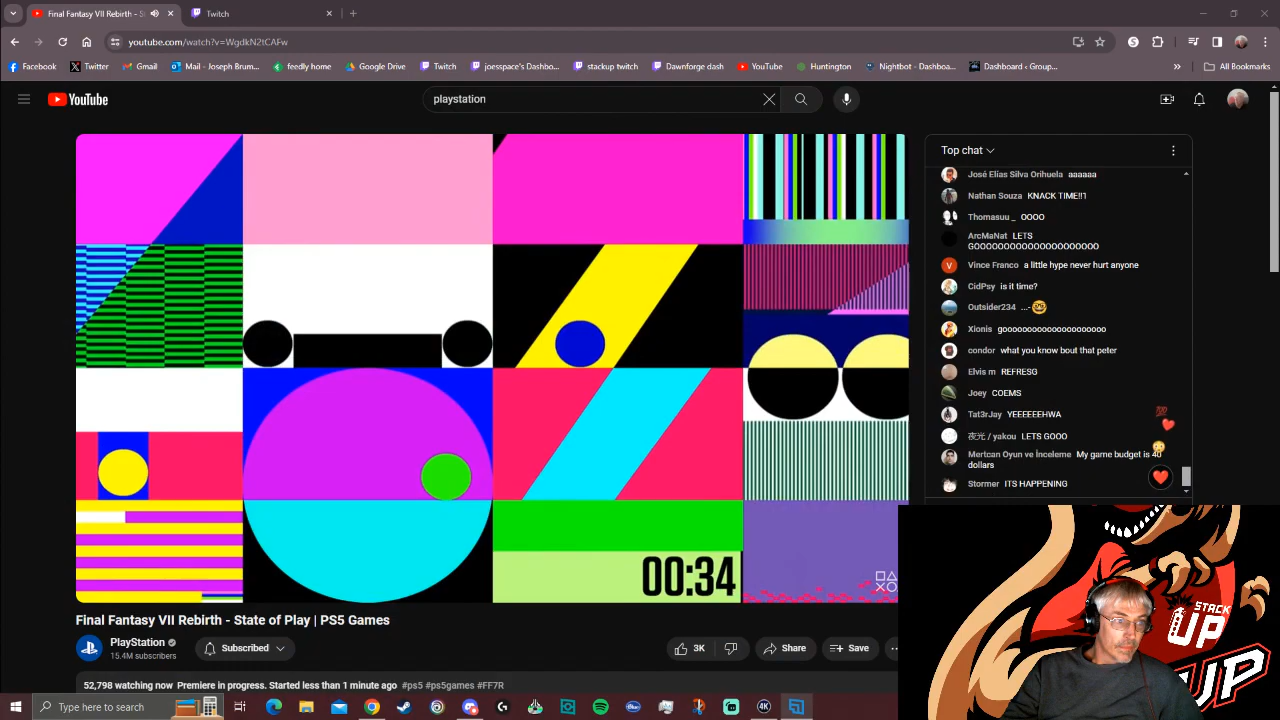 Final Fantasy VII Rebirth - St
Twitch
youtube.com/watch?v=WgdkN2tCAFw
Facebook
Twitter
Gmail
Mail - Joseph Brum...
feedly home
Google Drive
Twitch
joesspace's Dashbo...
stackup twitch
Dawnforge dash
YouTube
Huntington
Nightbot - Dashboa...
Dashboard < Group...
All Bookmarks
YouTube
playstation
Top chat
José Elías Silva Orihuela aaaaaa
Nathan Souza KNACK TIME!!1
Thomasuu _ OOOO
ArcMaNat LETS
GOOOOOOOOOOOOOOOOOOOO
Vince Franco a little hype never hurt anyone
CidPsy is it time?
Outsider234 ...-
Xionis goooooooooooooooooooo
condor what you know bout that peter
Elvis m REFRESG
Joey COEMS
Tat3rJay YEEEEEEHWA
夜光 / yakou LETS GOOO
Mertcan Oyun ve İnceleme My game budget is 40
dollars
Stormer ITS HAPPENING
00:34
Final Fantasy VII Rebirth - State of Play | PS5 Games
PlayStation
15.4M subscribers
Subscribed
3K
Share
Save
52,798 watching now Premiere in progress. Started less than 1 minute ago #ps5 #ps5games #FF7R
STACK
UP
UP
Type here to search
4K